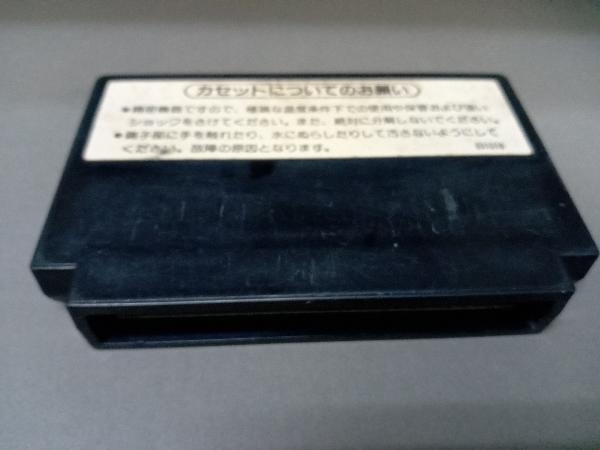 カセットについてのお願い
●精密機器ですので、極端な温度条件下での使用や保管および強い
ショックをさけてください。また、絶対に分解しないでください。
●端子部に手を触れたり、水にぬらしたりして汚さないようにして
ください。故障の原因となります。